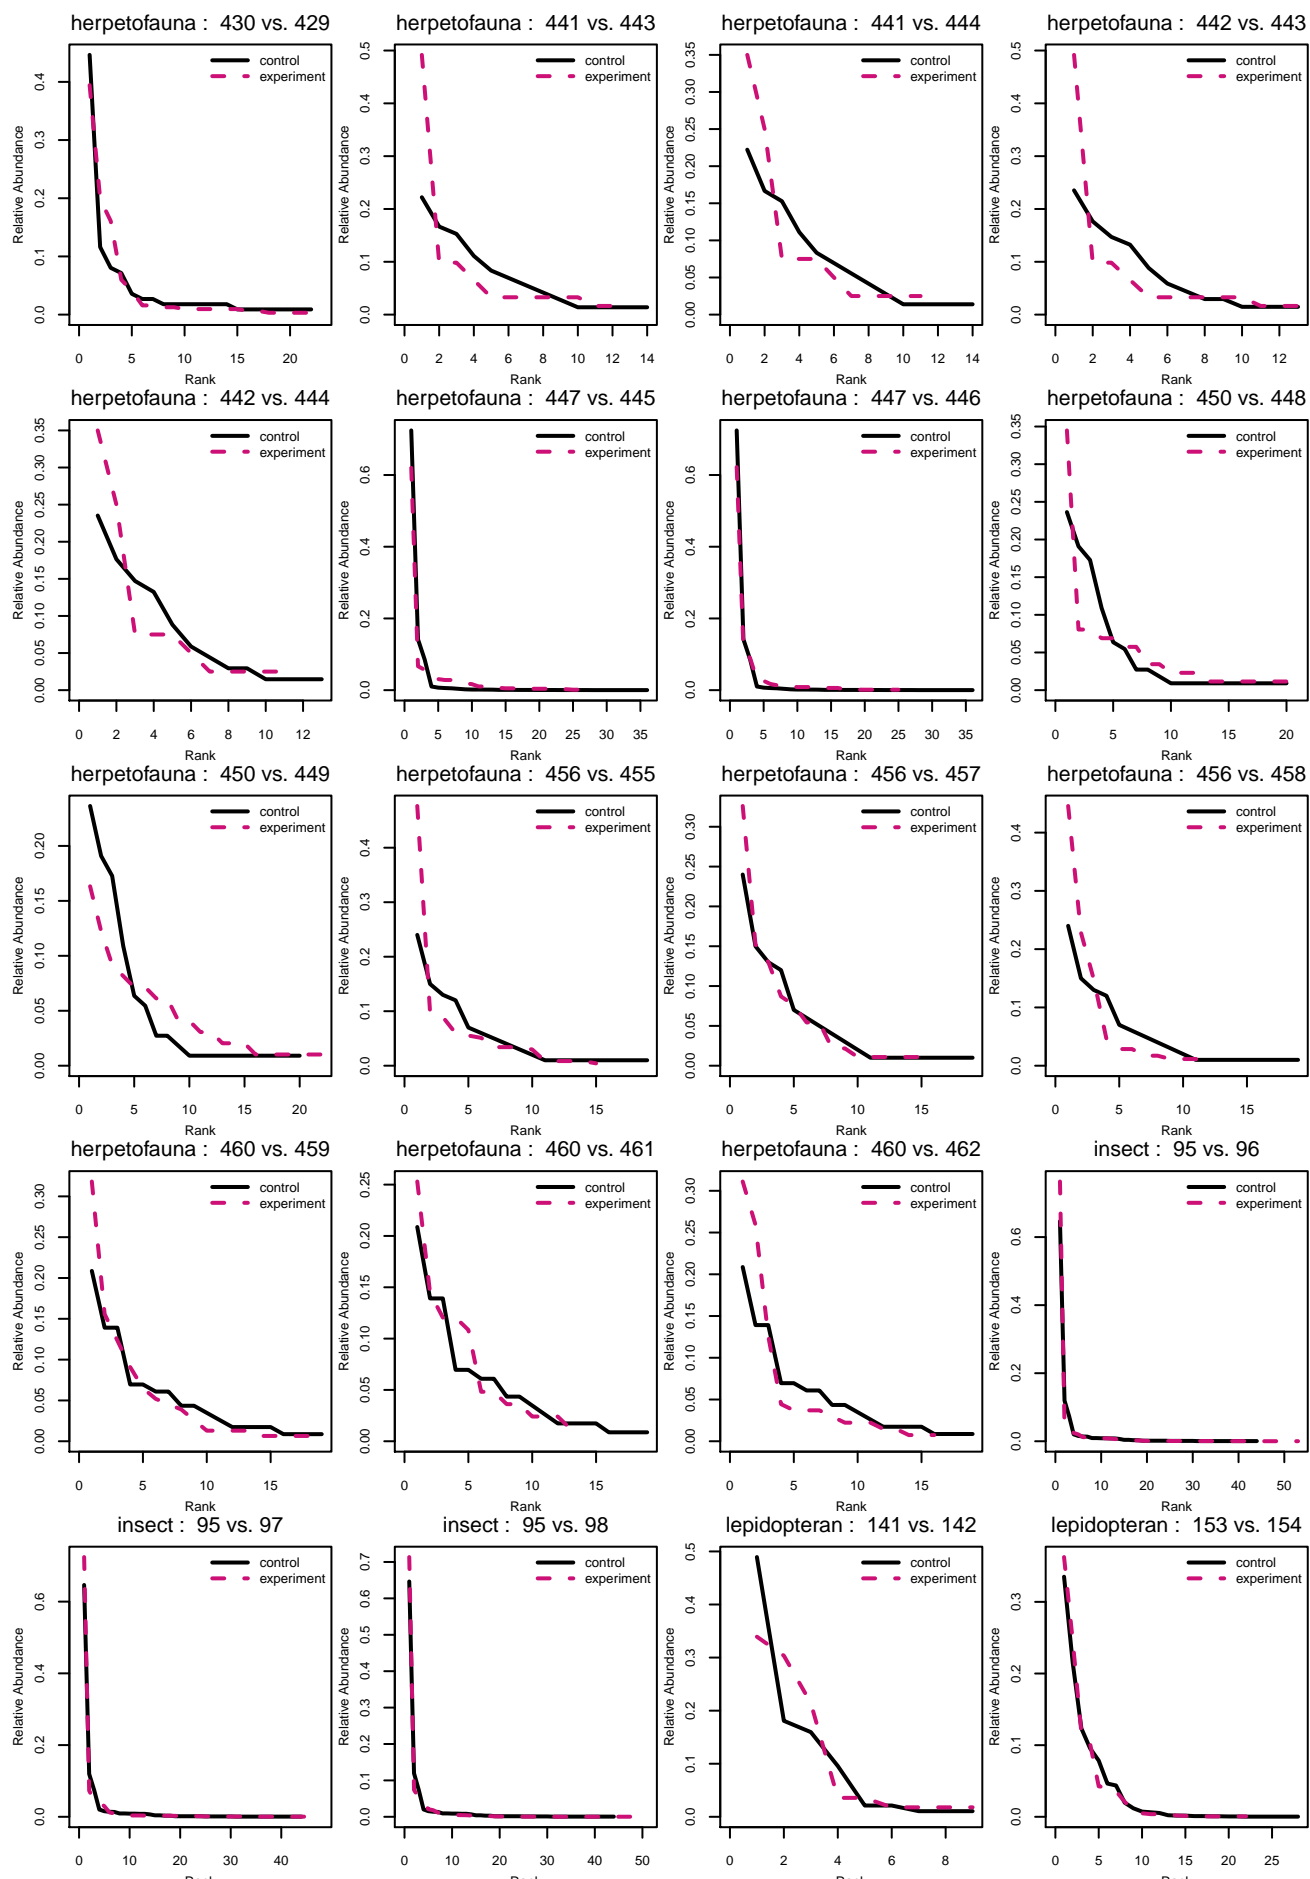 herpetofauna : 430 vs. 429
control
experiment
Relative Abundance
0.0 0.1 0.2 0.3 0.4
0 5 10 15 20
Rank
herpetofauna : 441 vs. 443
control
experiment
Relative Abundance
0.0 0.1 0.2 0.3 0.4 0.5
0 2 4 6 8 10 12 14
Rank
herpetofauna : 441 vs. 444
control
experiment
Relative Abundance
0.00 0.05 0.10 0.15 0.20 0.25 0.30 0.35
0 2 4 6 8 10 12 14
Rank
herpetofauna : 442 vs. 443
control
experiment
Relative Abundance
0.0 0.1 0.2 0.3 0.4 0.5
0 2 4 6 8 10 12
Rank
herpetofauna : 442 vs. 444
control
experiment
Relative Abundance
0.00 0.05 0.10 0.15 0.20 0.25 0.30 0.35
0 2 4 6 8 10 12
Rank
herpetofauna : 447 vs. 445
control
experiment
Relative Abundance
0.0 0.2 0.4 0.6
0 5 10 15 20 25 30 35
Rank
herpetofauna : 447 vs. 446
control
experiment
Relative Abundance
0.0 0.2 0.4 0.6
0 5 10 15 20 25 30 35
Rank
herpetofauna : 450 vs. 448
control
experiment
Relative Abundance
0.00 0.05 0.10 0.15 0.20 0.25 0.30 0.35
0 5 10 15 20
Rank
herpetofauna : 450 vs. 449
control
experiment
Relative Abundance
0.00 0.05 0.10 0.15 0.20
0 5 10 15 20
Rank
herpetofauna : 456 vs. 455
control
experiment
Relative Abundance
0.0 0.1 0.2 0.3 0.4
0 5 10 15
Rank
herpetofauna : 456 vs. 457
control
experiment
Relative Abundance
0.00 0.05 0.10 0.15 0.20 0.25 0.30
0 5 10 15
Rank
herpetofauna : 456 vs. 458
control
experiment
Relative Abundance
0.0 0.1 0.2 0.3 0.4
0 5 10 15
Rank
herpetofauna : 460 vs. 459
control
experiment
Relative Abundance
0.00 0.05 0.10 0.15 0.20 0.25 0.30
0 5 10 15
Rank
herpetofauna : 460 vs. 461
control
experiment
Relative Abundance
0.00 0.05 0.10 0.15 0.20 0.25
0 5 10 15
Rank
herpetofauna : 460 vs. 462
control
experiment
Relative Abundance
0.00 0.05 0.10 0.15 0.20 0.25 0.30
0 5 10 15
Rank
insect : 95 vs. 96
control
experiment
Relative Abundance
0.0 0.2 0.4 0.6
0 10 20 30 40 50
Rank
insect : 95 vs. 97
control
experiment
Relative Abundance
0.0 0.2 0.4 0.6
0 10 20 30 40
insect : 95 vs. 98
control
experiment
Relative Abundance
0.0 0.1 0.2 0.3 0.4 0.5 0.6 0.7
0 10 20 30 40 50
lepidopteran : 141 vs. 142
control
experiment
Relative Abundance
0.0 0.1 0.2 0.3 0.4 0.5
0 2 4 6 8
lepidopteran : 153 vs. 154
control
experiment
Relative Abundance
0.0 0.1 0.2 0.3
0 5 10 15 20 25